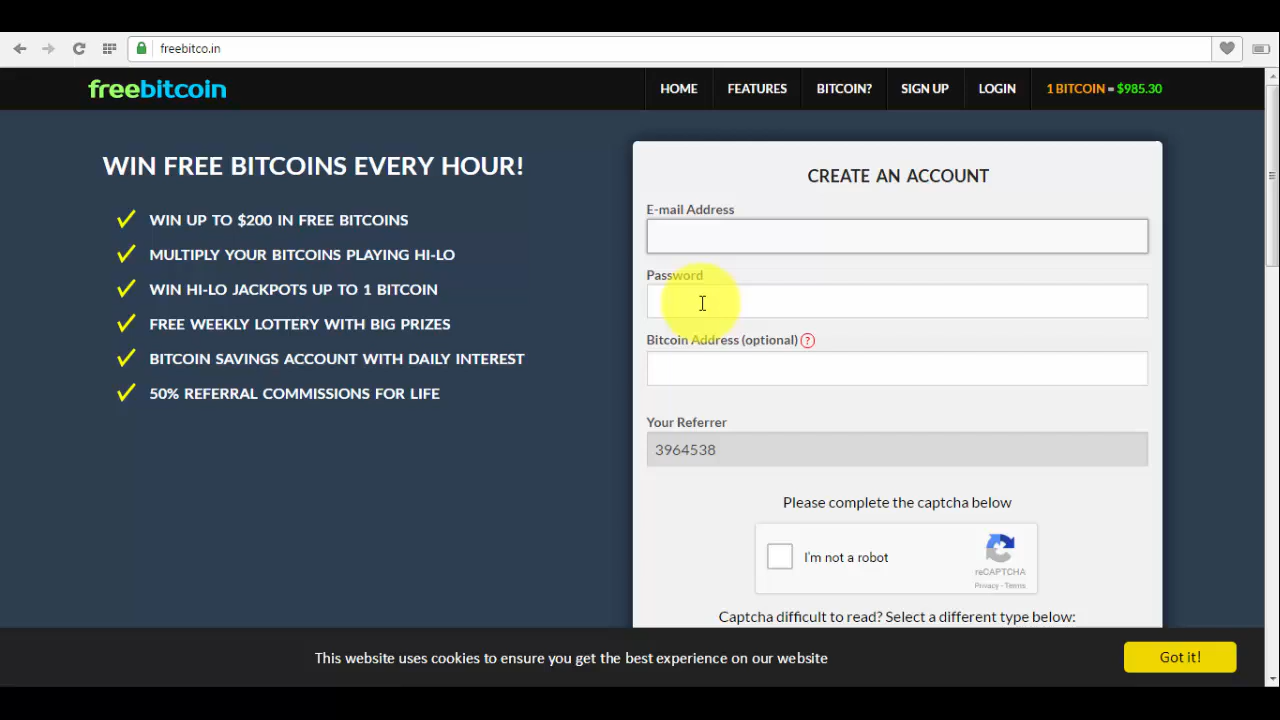 freebitco.in
freebitcoin
HOME FEATURES BITCOIN? SIGN UP LOGIN 1 BITCOIN = $985.30
WIN FREE BITCOINS EVERY HOUR!
WIN UP TO $200 IN FREE BITCOINS
MULTIPLY YOUR BITCOINS PLAYING HI-LO
WIN HI-LO JACKPOTS UP TO 1 BITCOIN
FREE WEEKLY LOTTERY WITH BIG PRIZES
BITCOIN SAVINGS ACCOUNT WITH DAILY INTEREST
50% REFERRAL COMMISSIONS FOR LIFE
CREATE AN ACCOUNT
E-mail Address
Password
Bitcoin Address (optional) ?
Your Referrer
3964538
Please complete the captcha below
I'm not a robot
reCAPTCHA
Privacy - Terms
Captcha difficult to read? Select a different type below:
This website uses cookies to ensure you get the best experience on our website
Got it!